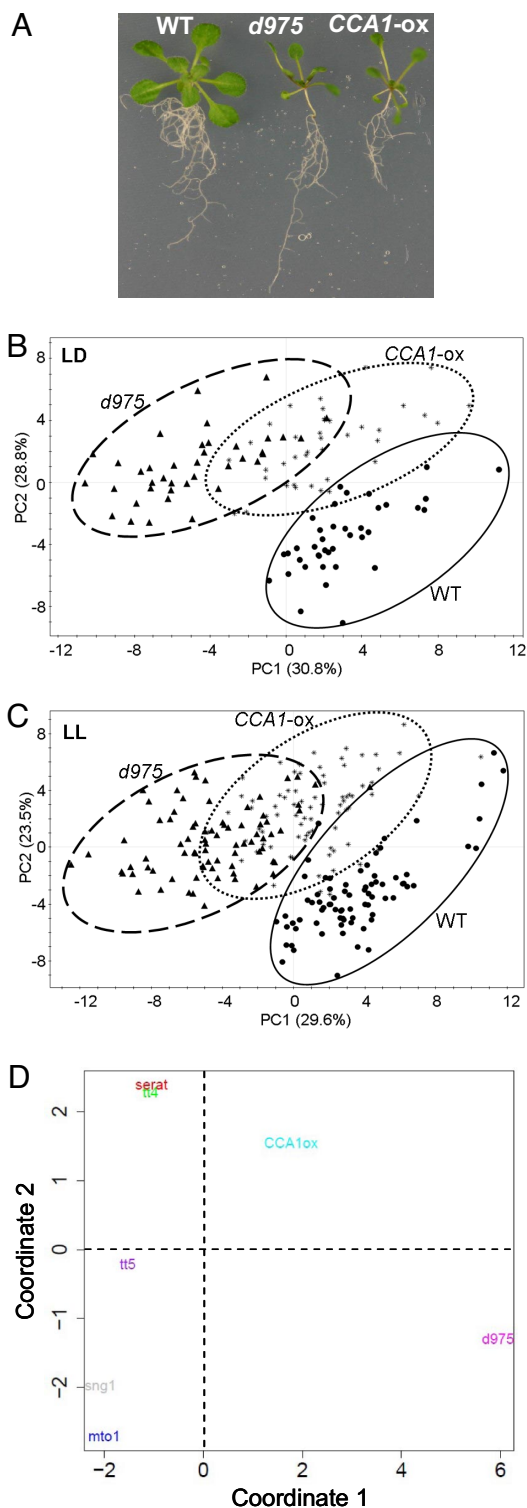 A
WT d975 CCA1-ox
B
LD
CCA1-ox
d975
WT
8
4
0
-4
-8
PC2 (28.8%)
-12 -8 -4 0 4 8 12
PC1 (30.8%)
C
LL
CCA1-ox
d975
WT
8
4
0
-4
-8
PC2 (23.5%)
-12 -8 -4 0 4 8 12
PC1 (29.6%)
D
serat
tt4
CCA1ox
tt5
d975
sng1
mto1
2
1
0
-1
-2
Coordinate 2
-2 0 2 4 6
Coordinate 1